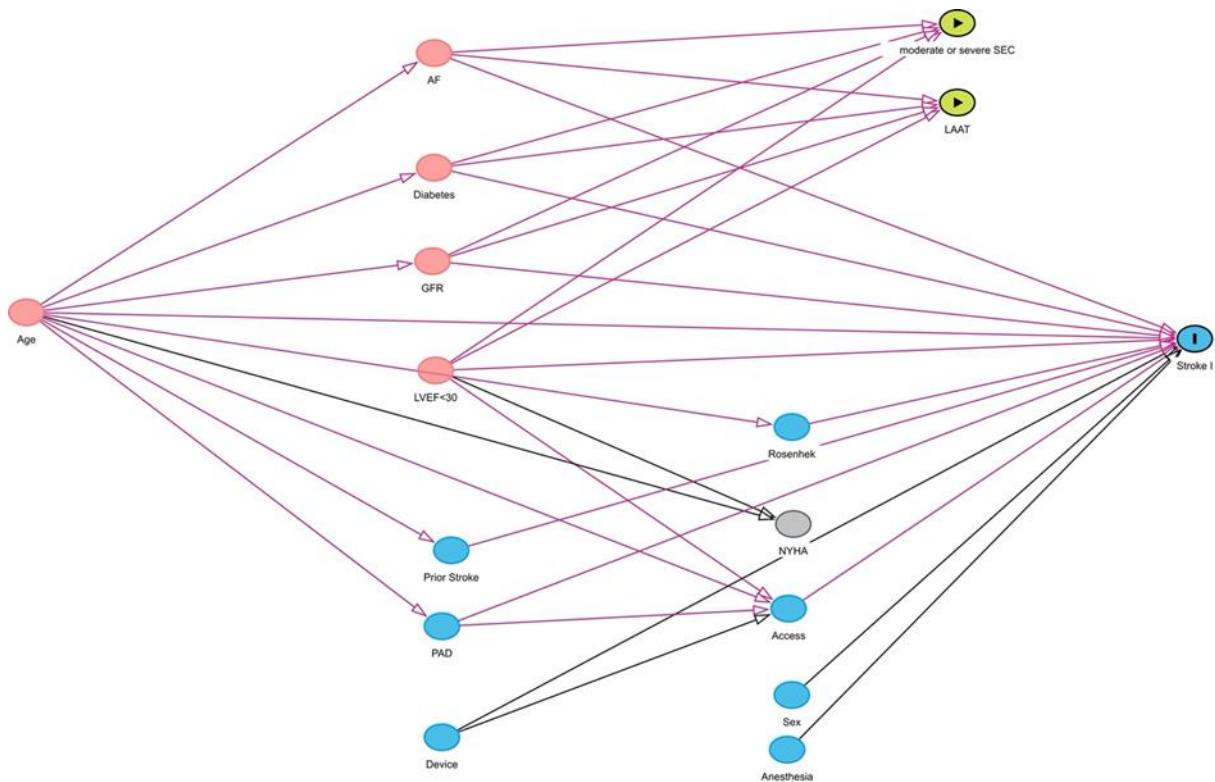 moderate or severe SEC
AF
LAAT
Diabetes
GFR
Age
Stroke I
LVEF<30
Rosenhek
NYHA
Prior Stroke
Access
PAD
Sex
Device
Anesthesia